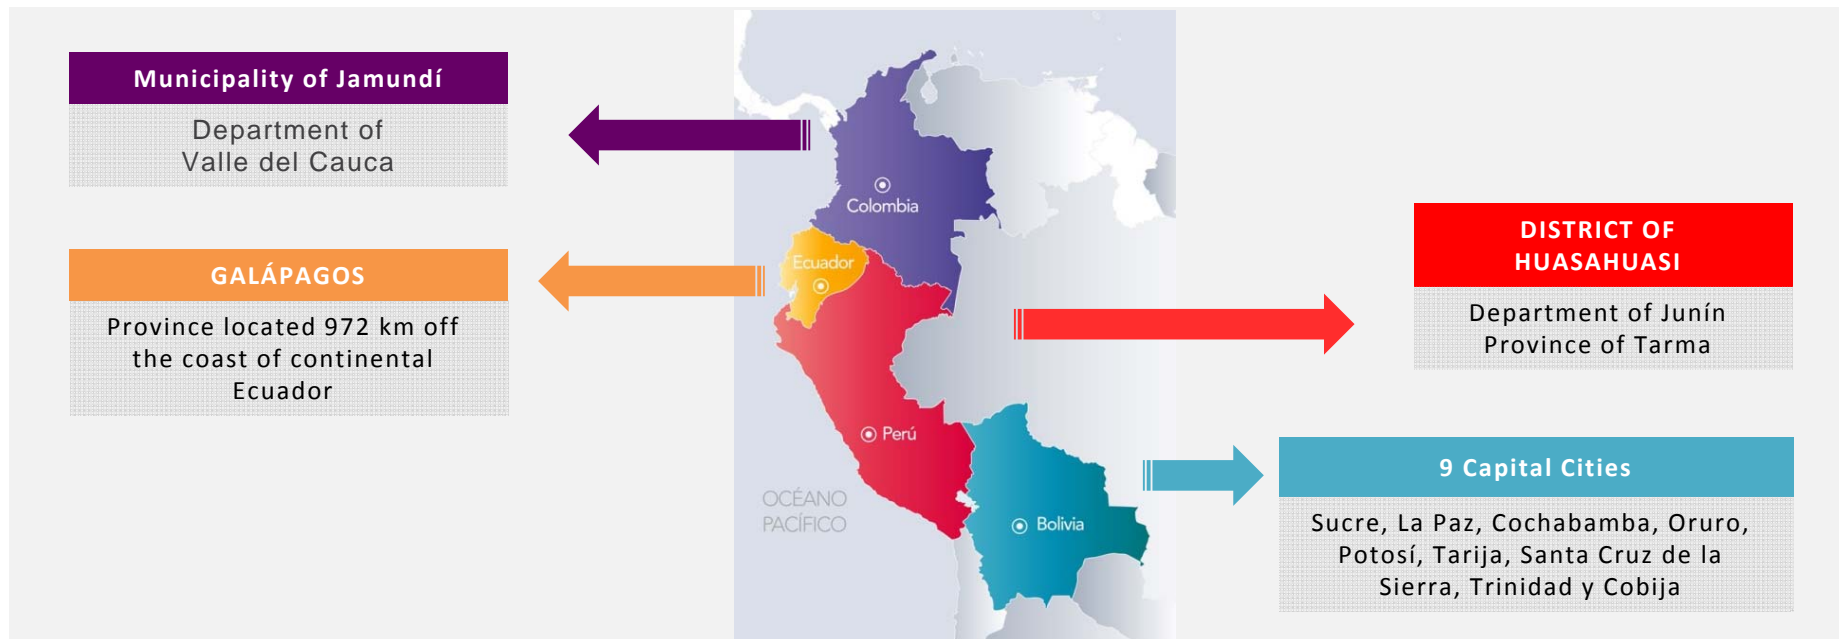 Municipality of Jamundí
Department of
Valle del Cauca
GALÁPAGOS
Province located 972 km off
the coast of continental
Ecuador
Colombia
Ecuador
Perú
OCÉANO
PACÍFICO
Bolivia
DISTRICT OF
HUASAHUASI
Department of Junín
Province of Tarma
9 Capital Cities
Sucre, La Paz, Cochabamba, Oruro,
Potosí, Tarija, Santa Cruz de la
Sierra, Trinidad y Cobija